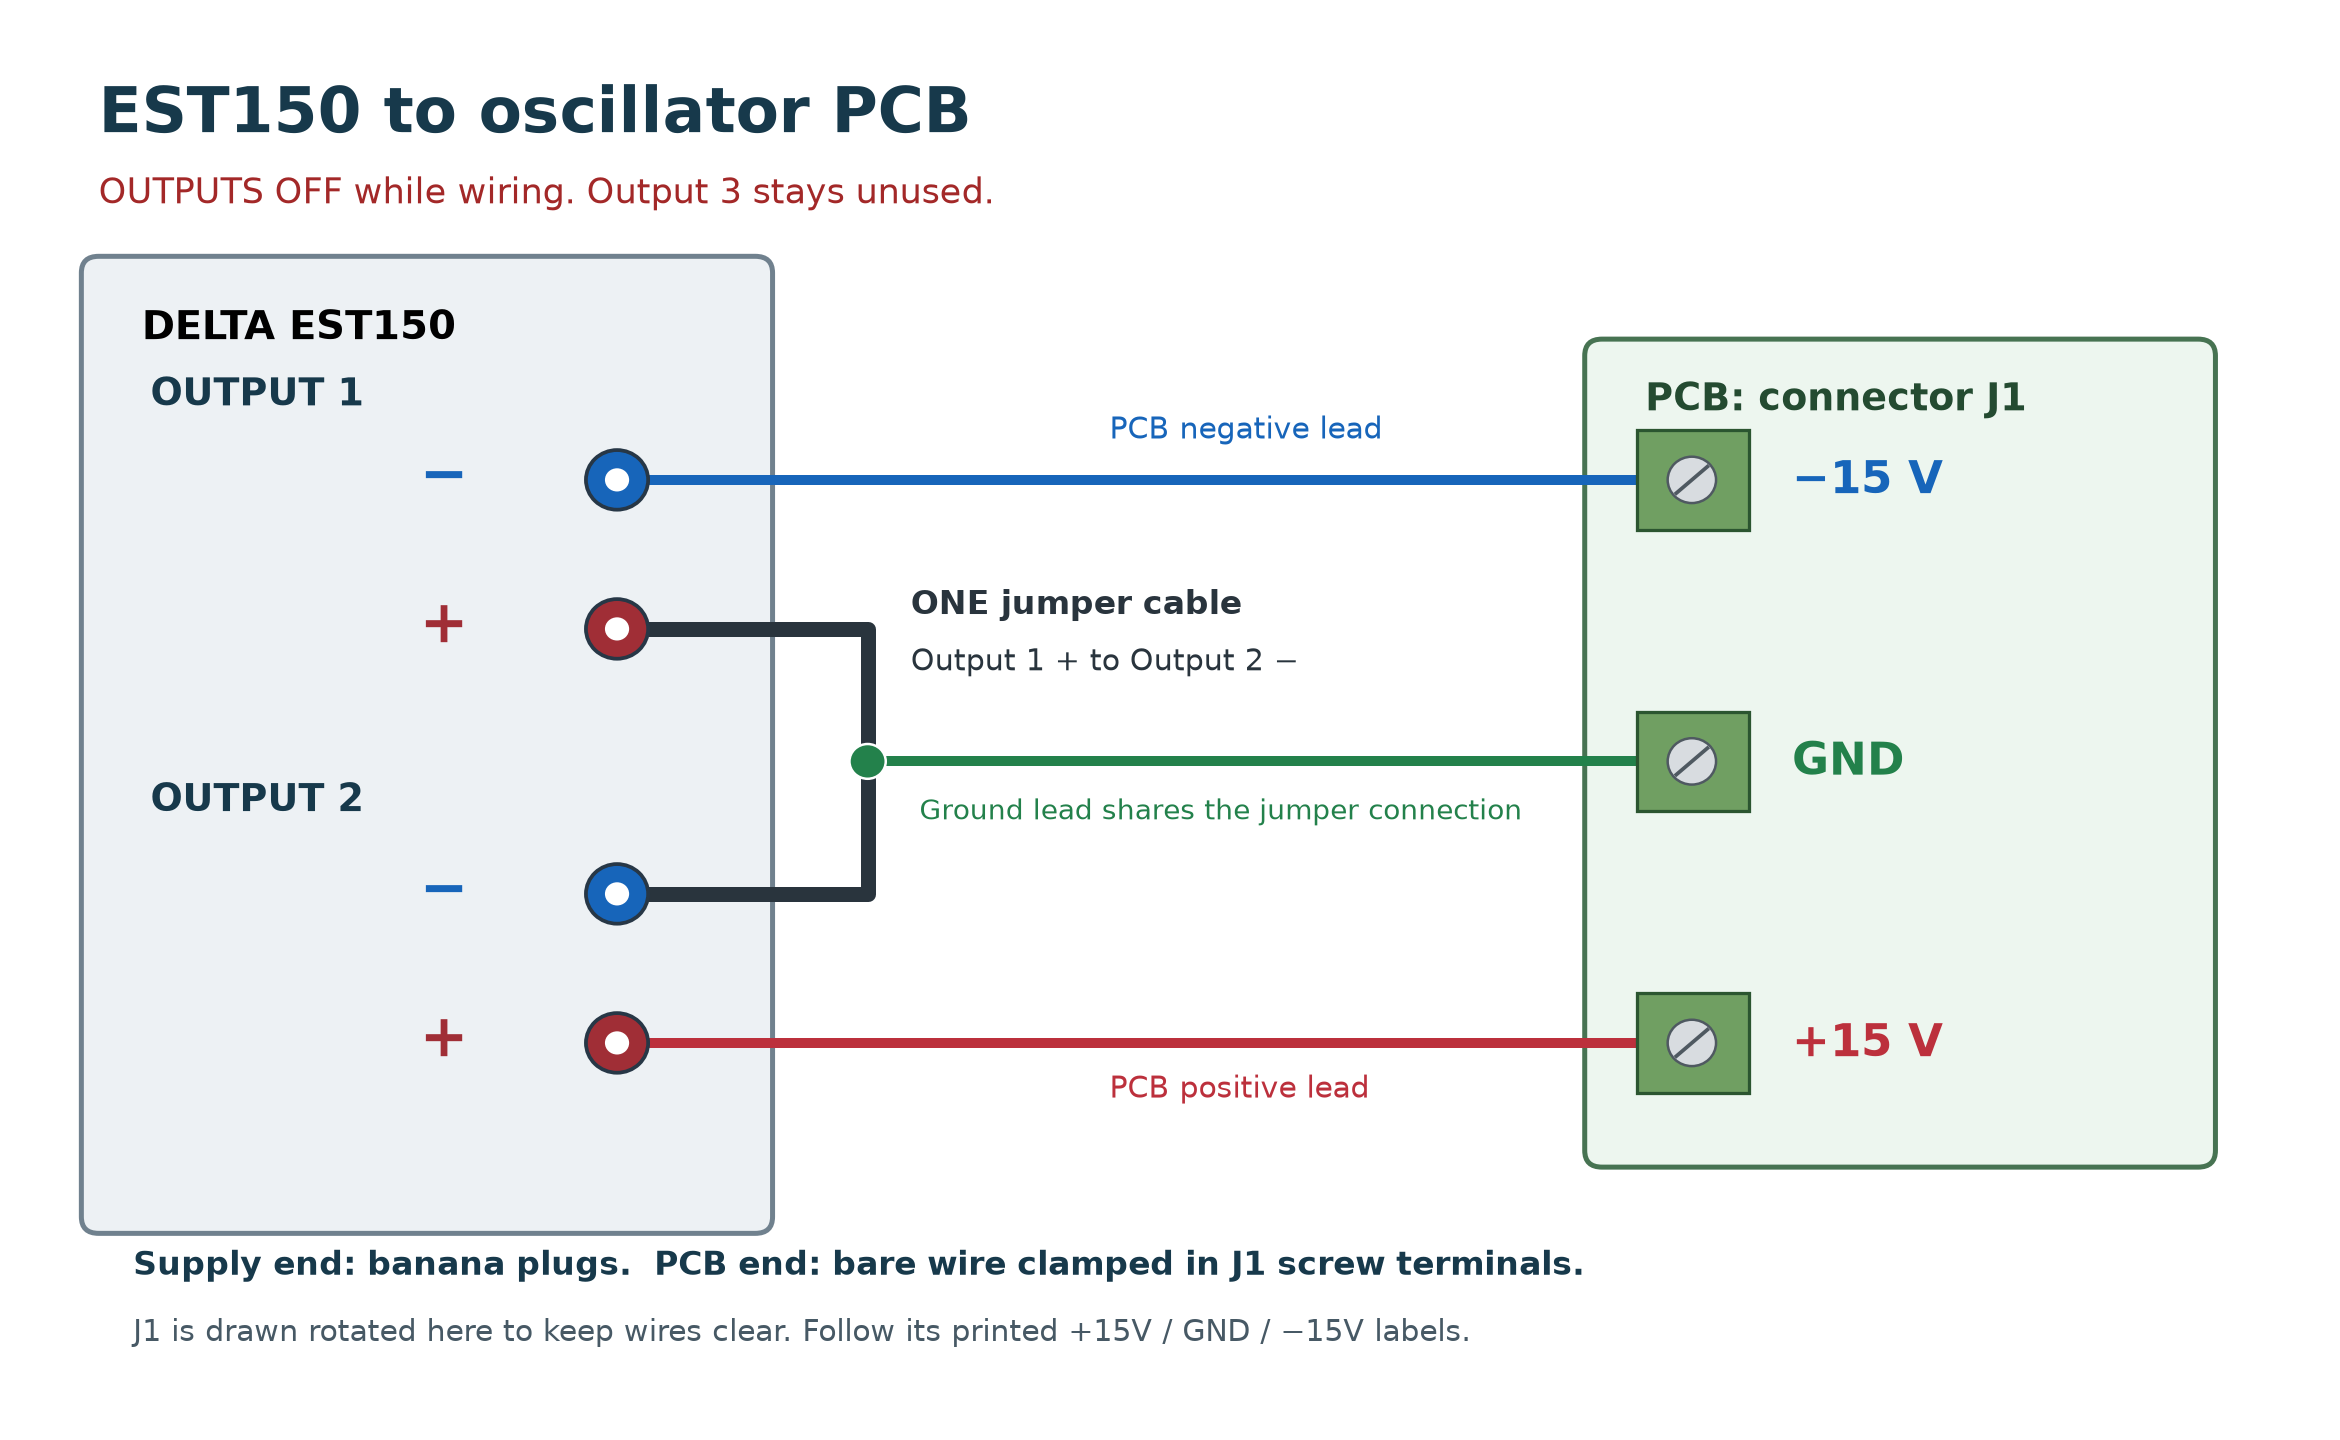 EST150 to oscillator PCB
OUTPUTS OFF while wiring. Output 3 stays unused.
DELTA EST150
OUTPUT 1
PCB: connector J1
PCB negative lead
−
−15 V
ONE jumper cable
+
Output 1 + to Output 2 −
GND
OUTPUT 2
Ground lead shares the jumper connection
−
+
+15 V
PCB positive lead
Supply end: banana plugs.  PCB end: bare wire clamped in J1 screw terminals.
J1 is drawn rotated here to keep wires clear. Follow its printed +15V / GND / −15V labels.